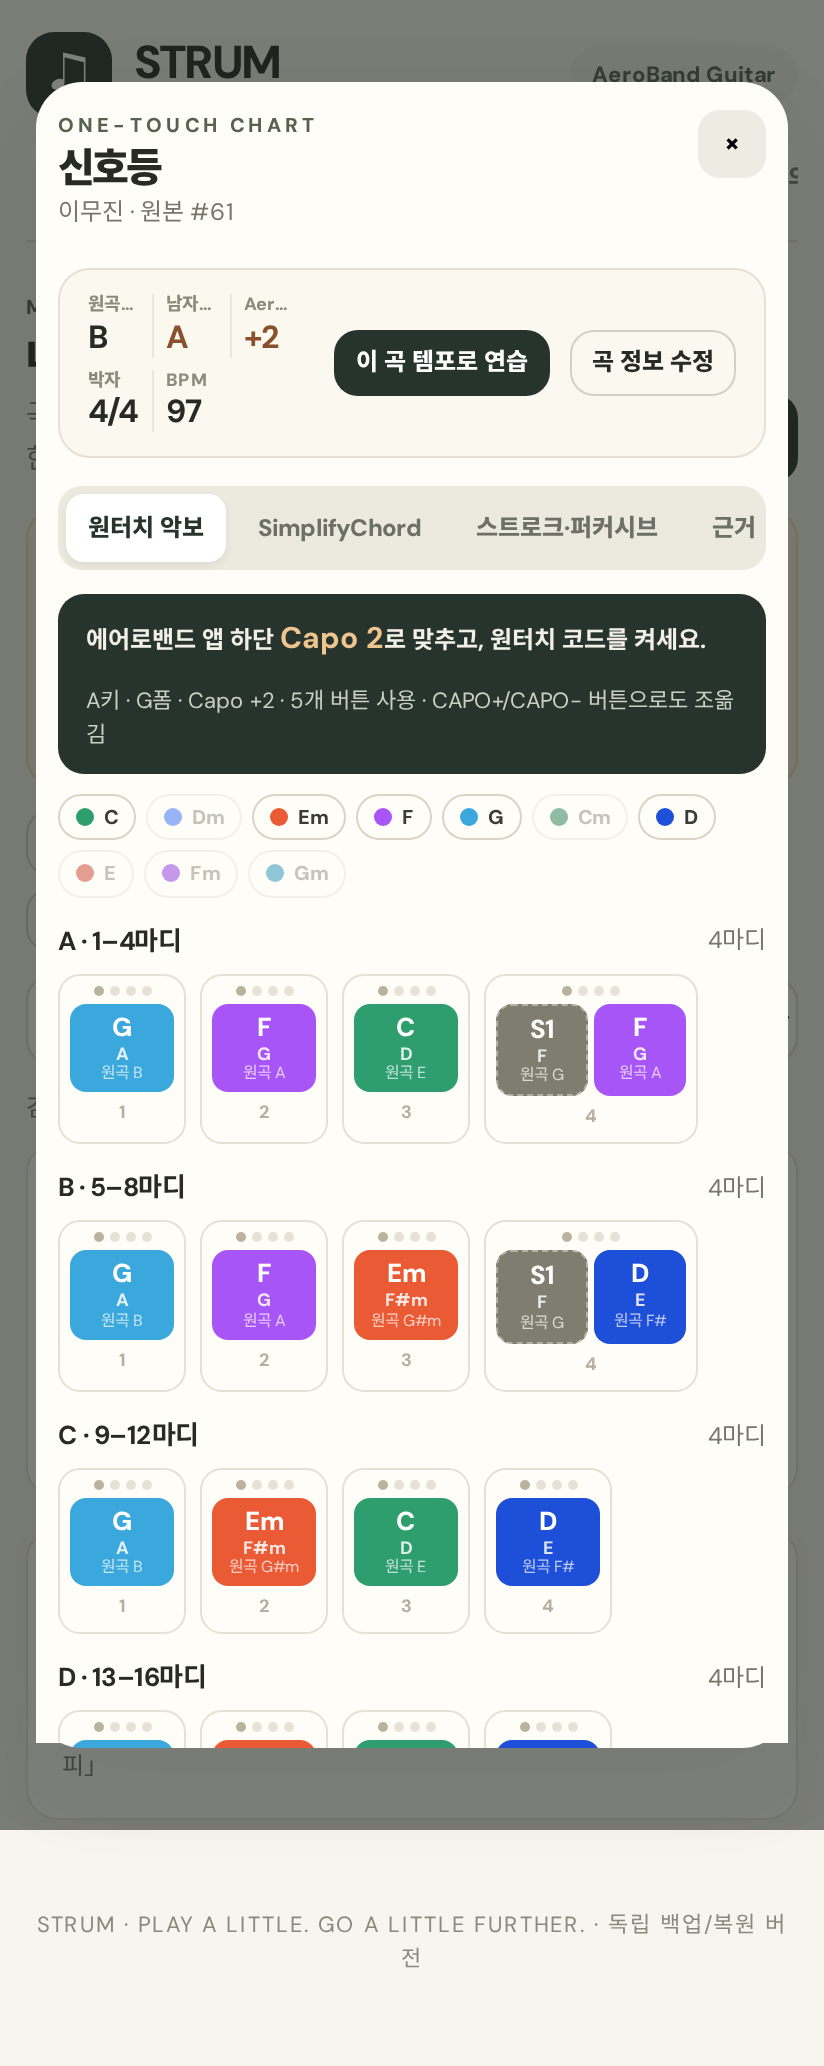 STRUM
AeroBand Guitar
ONE-TOUCH CHART
신호등
×
이무진 · 원본 #61
원곡...
남자...
Aer...
B
A
+2
박자
BPM
4/4
97
이 곡 템포로 연습
곡 정보 수정
원터치 악보
SimplifyChord
스트로크·퍼커시브
근거
에어로밴드 앱 하단 Capo 2로 맞추고, 원터치 코드를 켜세요.
A키 · G폼 · Capo +2 · 5개 버튼 사용 · CAPO+/CAPO- 버튼으로도 조옮
김
C Dm Em F G Cm D
E Fm Gm
A · 1–4마디
4마디
G F C S1 F
A G D F G
원곡 B 원곡 A 원곡 E 원곡 G 원곡 A
1 2 3 4
B · 5–8마디
4마디
G F Em S1 D
A G F#m F E
원곡 B 원곡 A 원곡 G#m 원곡 G 원곡 F#
1 2 3 4
C · 9–12마디
4마디
G Em C D
A F#m D E
원곡 B 원곡 G#m 원곡 E 원곡 F#
1 2 3 4
D · 13–16마디
4마디
피」
STRUM · PLAY A LITTLE. GO A LITTLE FURTHER. · 독립 백업/복원 버
전